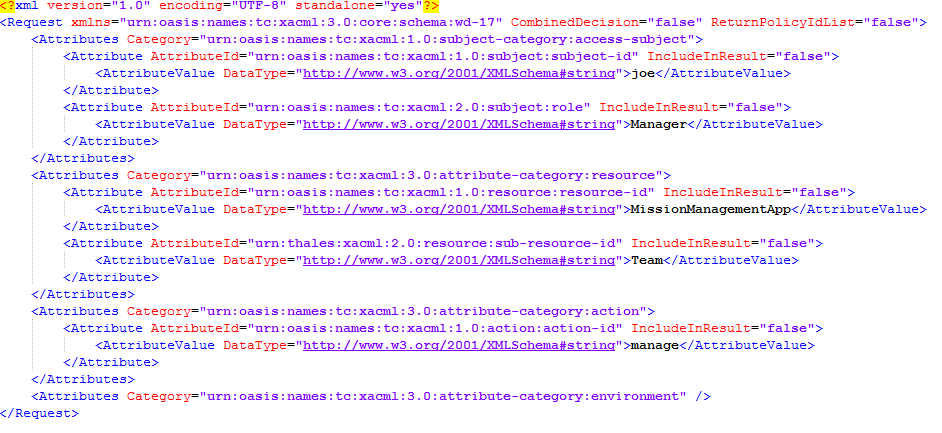 <?xml version="1.0" encoding="UTF-8" standalone="yes"?>
<Request xmlns="urn:oasis:names:tc:xacml:3.0:core:schema:wd-17" CombinedDecision="false" ReturnPolicyIdList="false">
<Attributes Category="urn:oasis:names:tc:xacml:1.0:subject-category:access-subject">
<Attribute AttributeId="urn:oasis:names:tc:xacml:1.0:subject:subject-id" IncludeInResult="false">
<AttributeValue DataType="http://www.w3.org/2001/XMLSchema#string">joe</AttributeValue>
</Attribute>
<Attribute AttributeId="urn:oasis:names:tc:xacml:2.0:subject:role" IncludeInResult="false">
<AttributeValue DataType="http://www.w3.org/2001/XMLSchema#string">Manager</AttributeValue>
</Attribute>
</Attributes>
<Attributes Category="urn:oasis:names:tc:xacml:3.0:attribute-category:resource">
<Attribute AttributeId="urn:oasis:names:tc:xacml:1.0:resource:resource-id" IncludeInResult="false">
<AttributeValue DataType="http://www.w3.org/2001/XMLSchema#string">MissionManagementApp</AttributeValue>
</Attribute>
<Attribute AttributeId="urn:thales:xacml:2.0:resource:sub-resource-id" IncludeInResult="false">
<AttributeValue DataType="http://www.w3.org/2001/XMLSchema#string">Team</AttributeValue>
</Attribute>
</Attributes>
<Attributes Category="urn:oasis:names:tc:xacml:3.0:attribute-category:action">
<Attribute AttributeId="urn:oasis:names:tc:xacml:1.0:action:action-id" IncludeInResult="false">
<AttributeValue DataType="http://www.w3.org/2001/XMLSchema#string">manage</AttributeValue>
</Attribute>
</Attributes>
<Attributes Category="urn:oasis:names:tc:xacml:3.0:attribute-category:environment" />
</Request>